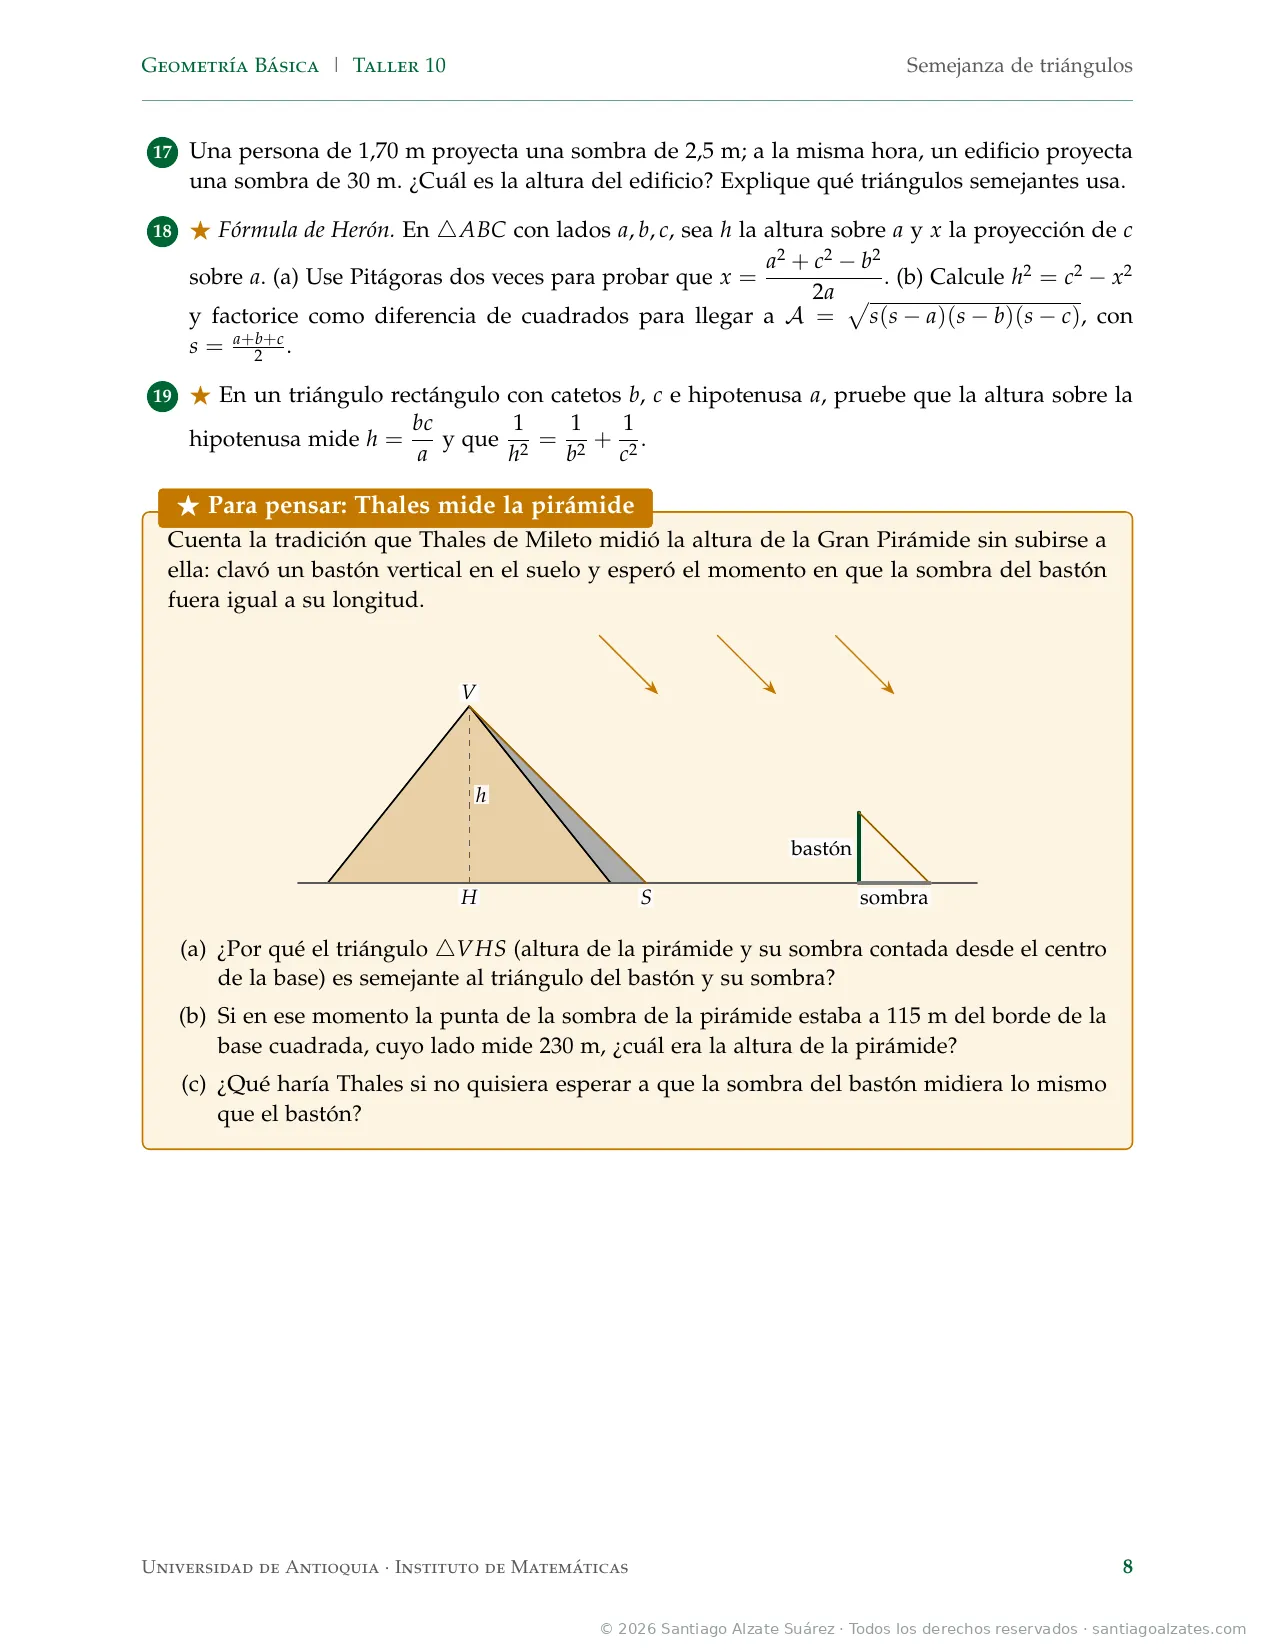 Geometría Básica | Taller 10
Semejanza de triángulos
17 Una persona de 1,70 m proyecta una sombra de 2,5 m; a la misma hora, un edificio proyecta
una sombra de 30 m. ¿Cuál es la altura del edificio? Explique qué triángulos semejantes usa.
18 ★ Fórmula de Herón. En △ABC con lados a, b, c, sea h la altura sobre a y x la proyección de c
sobre a. (a) Use Pitágoras dos veces para probar que x = (a² + c² − b²)/(2a). (b) Calcule h² = c² − x²
y factorice como diferencia de cuadrados para llegar a 𝒜 = √(s(s − a)(s − b)(s − c)), con
s = (a+b+c)/2.
19 ★ En un triángulo rectángulo con catetos b, c e hipotenusa a, pruebe que la altura sobre la
hipotenusa mide h = bc/a y que 1/h² = 1/b² + 1/c².
★ Para pensar: Thales mide la pirámide
Cuenta la tradición que Thales de Mileto midió la altura de la Gran Pirámide sin subirse a
ella: clavó un bastón vertical en el suelo y esperó el momento en que la sombra del bastón
fuera igual a su longitud.
V
h
bastón
H
S
sombra
(a) ¿Por qué el triángulo △VHS (altura de la pirámide y su sombra contada desde el centro
de la base) es semejante al triángulo del bastón y su sombra?
(b) Si en ese momento la punta de la sombra de la pirámide estaba a 115 m del borde de la
base cuadrada, cuyo lado mide 230 m, ¿cuál era la altura de la pirámide?
(c) ¿Qué haría Thales si no quisiera esperar a que la sombra del bastón midiera lo mismo
que el bastón?
Universidad de Antioquia · Instituto de Matemáticas
8
© 2026 Santiago Alzate Suárez · Todos los derechos reservados · santiagoalzates.com